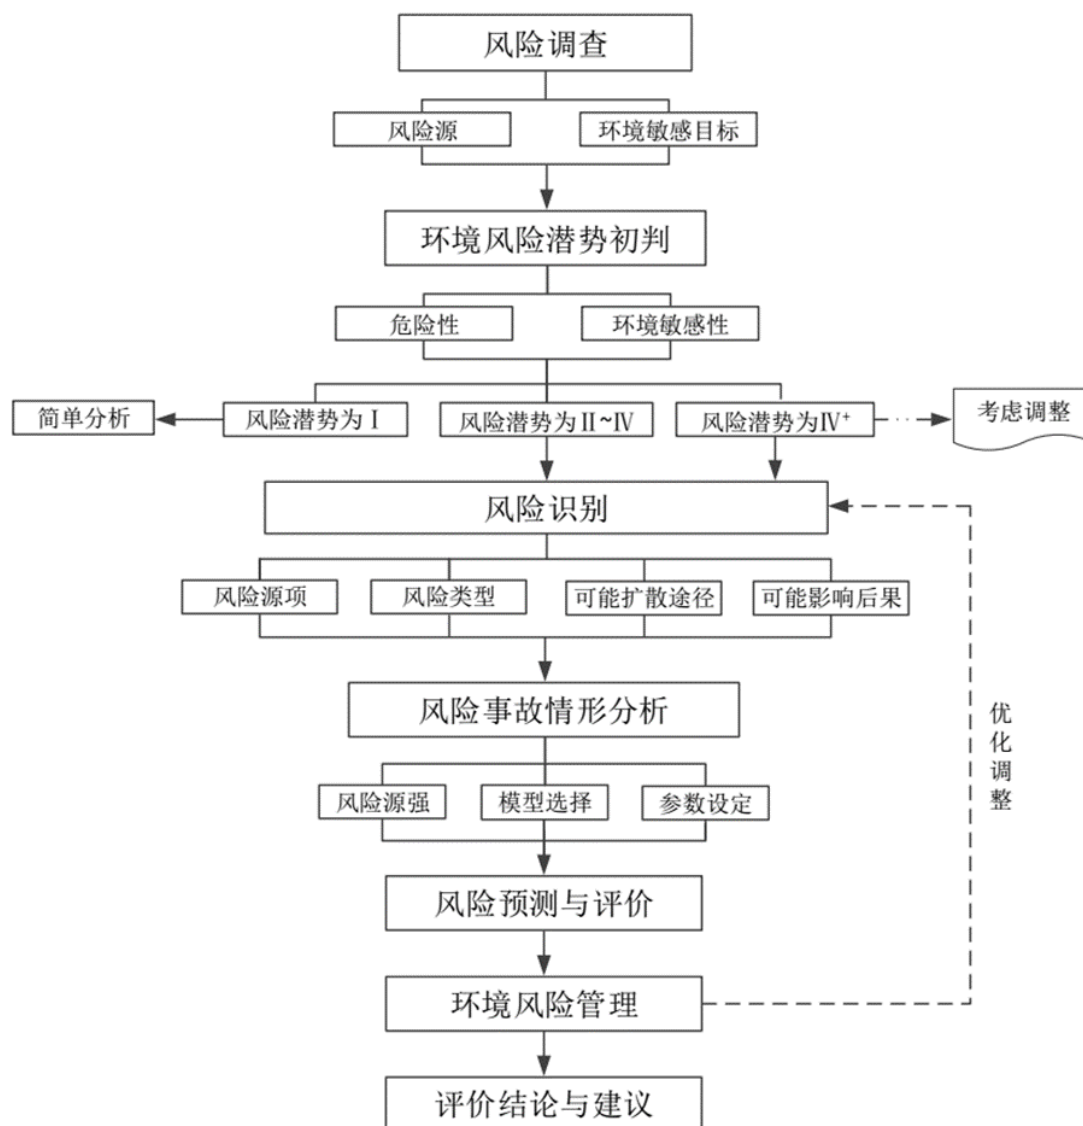 风险调查
风险源
环境敏感目标
环境风险潜势初判
危险性
环境敏感性
简单分析
风险潜势为Ⅰ
风险潜势为Ⅱ~Ⅳ
风险潜势为Ⅳ⁺
考虑调整
风险识别
风险源项
风险类型
可能扩散途径
可能影响后果
风险事故情形分析
风险源强
模型选择
参数设定
优化调整
风险预测与评价
环境风险管理
评价结论与建议